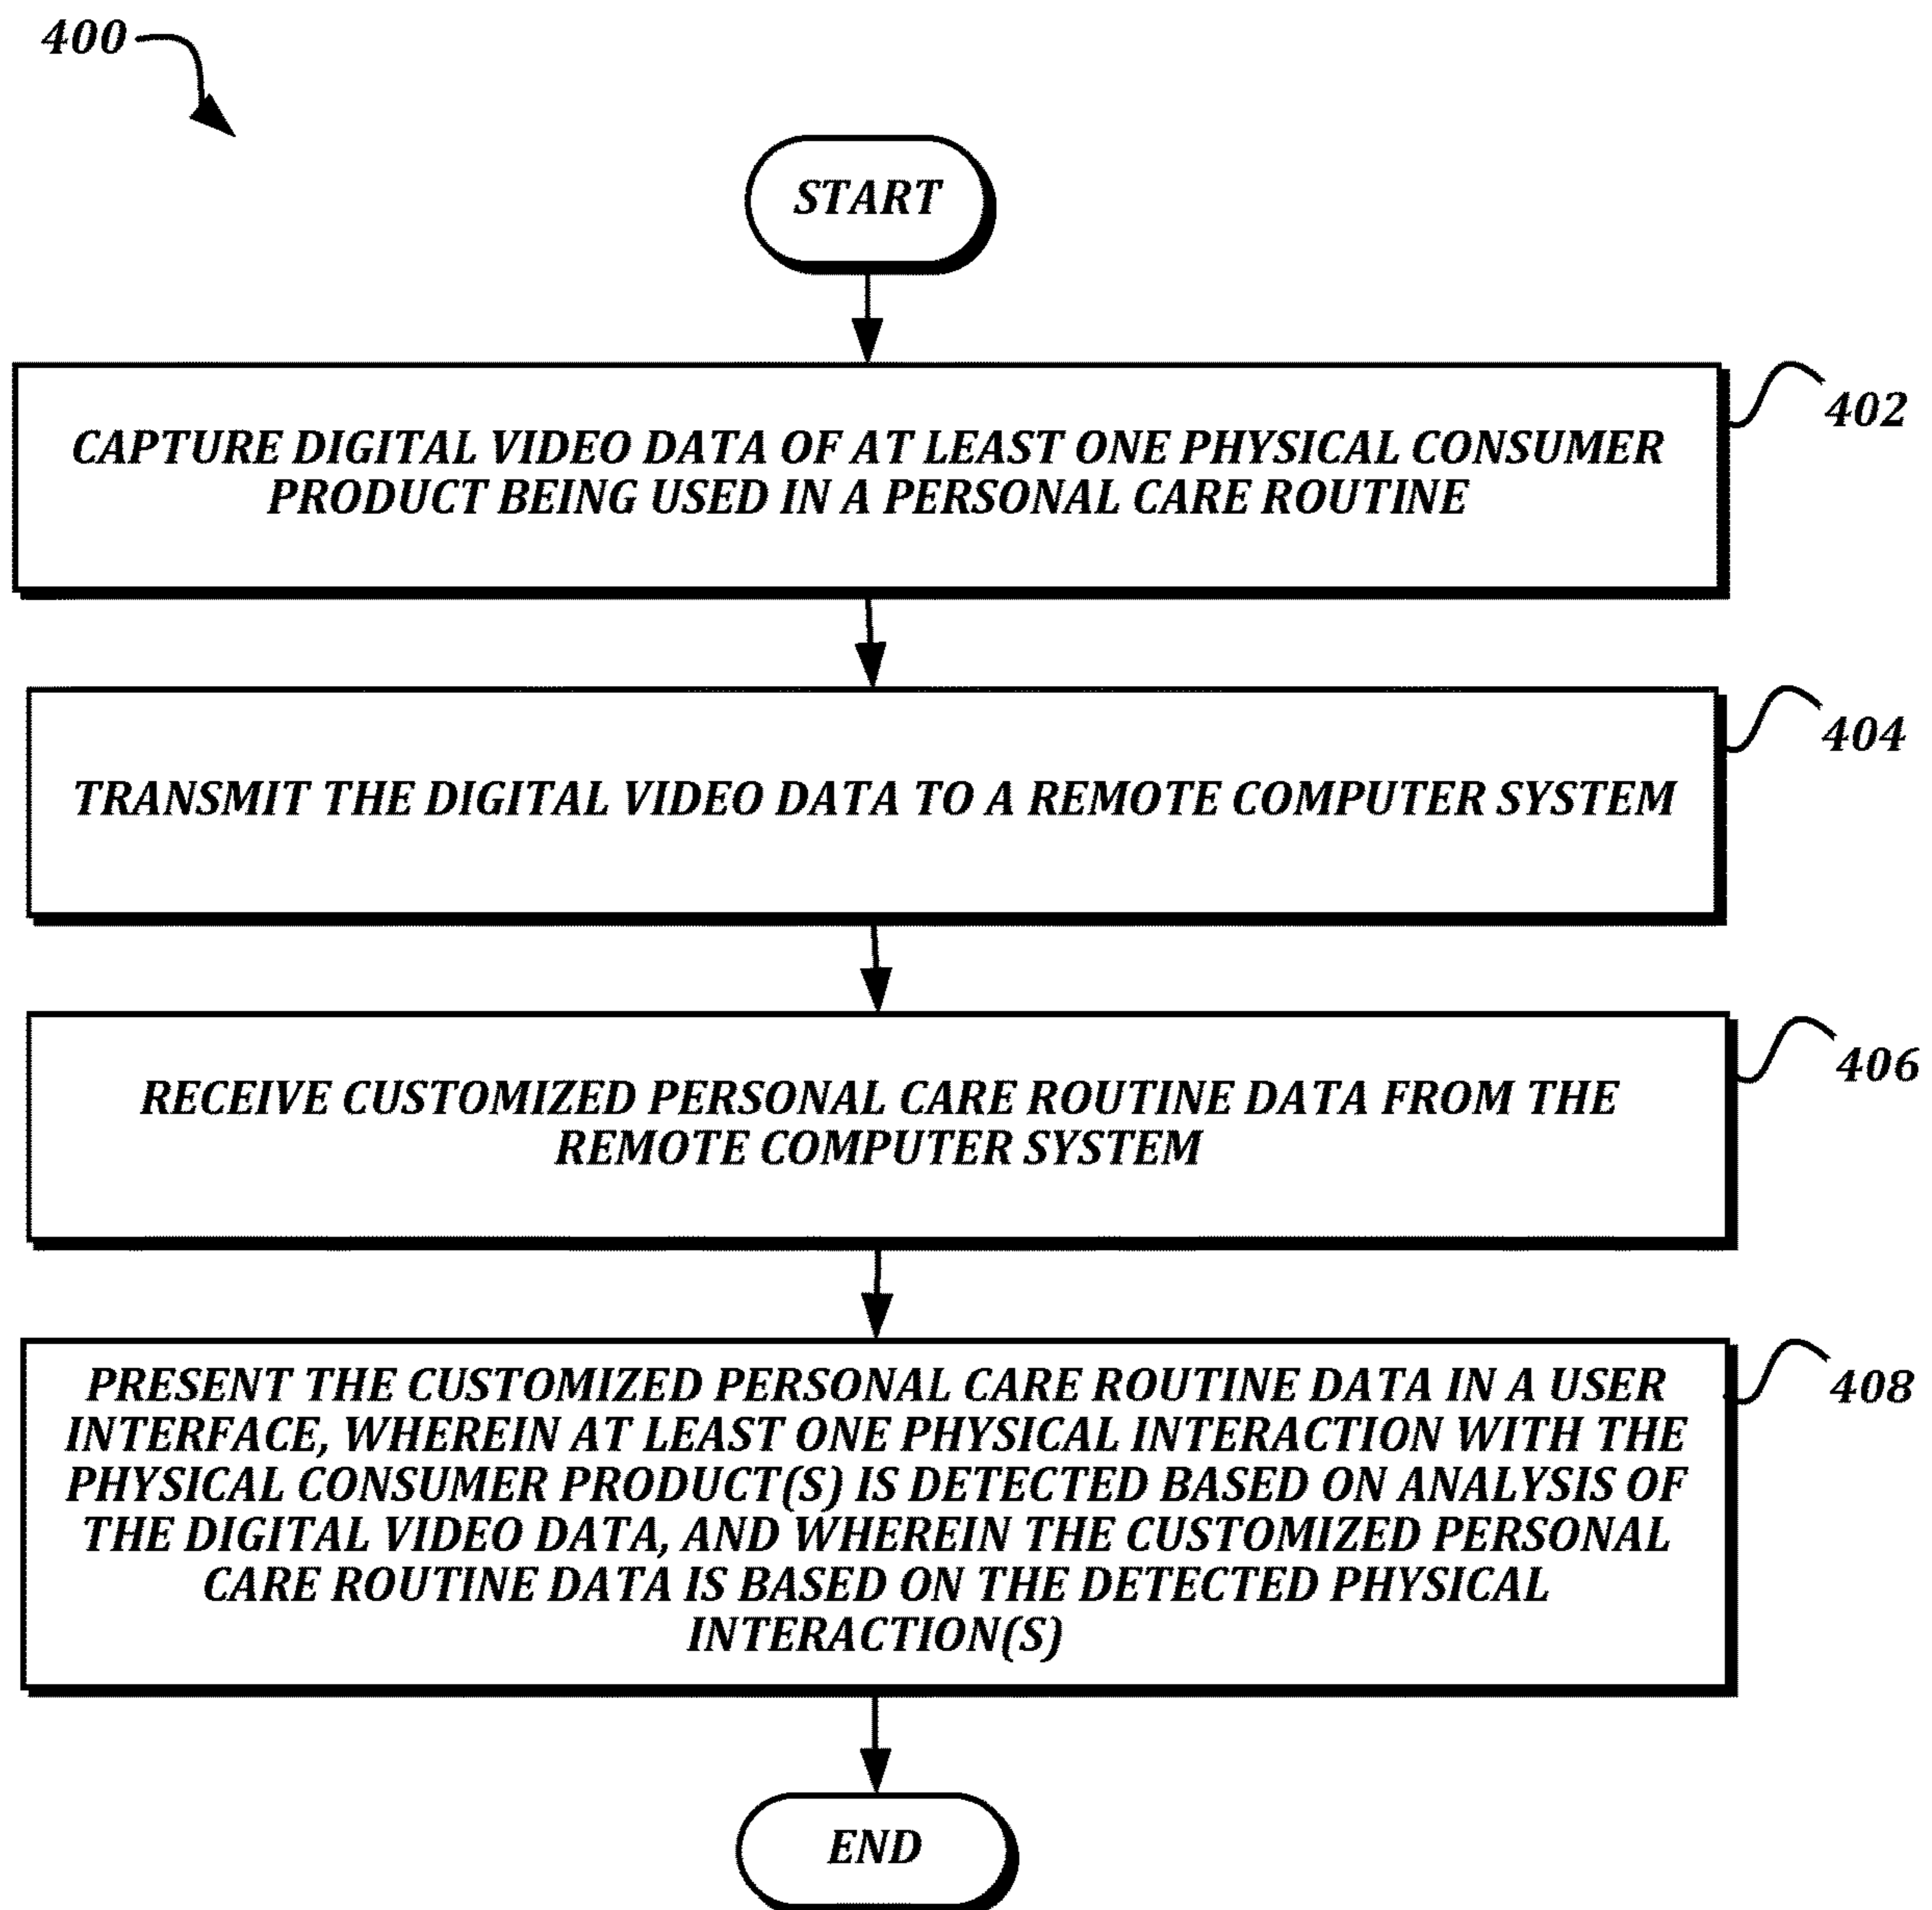 400
START
CAPTURE DIGITAL VIDEO DATA OF AT LEAST ONE PHYSICAL CONSUMER
PRODUCT BEING USED IN A PERSONAL CARE ROUTINE
402
TRANSMIT THE DIGITAL VIDEO DATA TO A REMOTE COMPUTER SYSTEM
404
RECEIVE CUSTOMIZED PERSONAL CARE ROUTINE DATA FROM THE
REMOTE COMPUTER SYSTEM
406
PRESENT THE CUSTOMIZED PERSONAL CARE ROUTINE DATA IN A USER
INTERFACE, WHEREIN AT LEAST ONE PHYSICAL INTERACTION WITH THE
PHYSICAL CONSUMER PRODUCT(S) IS DETECTED BASED ON ANALYSIS OF
THE DIGITAL VIDEO DATA, AND WHEREIN THE CUSTOMIZED PERSONAL
CARE ROUTINE DATA IS BASED ON THE DETECTED PHYSICAL
INTERACTION(S)
408
END